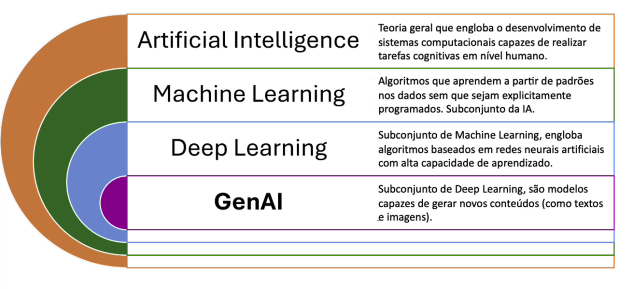 Artificial Intelligence
Teoria geral que engloba o desenvolvimento de
sistemas computacionais capazes de realizar
tarefas cognitivas em nível humano.
Machine Learning
Algoritmos que aprendem a partir de padrões
nos dados sem que sejam explicitamente
programados. Subconjunto da IA.
Deep Learning
Subconjunto de Machine Learning, engloba
algoritmos baseados em redes neurais artificiais
com alta capacidade de aprendizado.
GenAI
Subconjunto de Deep Learning, são modelos
capazes de gerar novos conteúdos (como textos
e imagens).